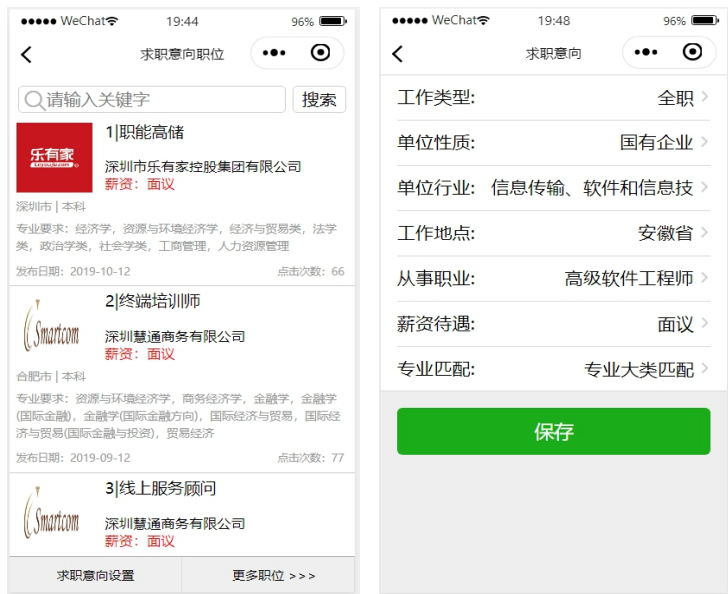 WeChat 19:44 96%
求职意向职位
请输入关键字 搜索
乐有家
1|职能高储
深圳市乐有家控股集团有限公司
薪资：面议
深圳市 | 本科
专业要求：经济学，资源与环境经济学，经济与贸易类，法学
类，政治学类，社会学类，工商管理，人力资源管理
发布日期：2019-10-12 点击次数：66
Smartcom
2|终端培训师
深圳慧通商务有限公司
薪资：面议
合肥市 | 本科
专业要求：资源与环境经济学，商务经济学，金融学，金融学
(国际金融)，金融学(国际金融方向)，国际经济与贸易，国际经
济与贸易(国际金融与投资)，贸易经济
发布日期：2019-09-12 点击次数：77
Smartcom
3|线上服务顾问
深圳慧通商务有限公司
薪资：面议
求职意向设置 更多职位 >>>
WeChat 19:48 96%
求职意向
工作类型: 全职
单位性质: 国有企业
单位行业: 信息传输、软件和信息技
工作地点: 安徽省
从事职业: 高级软件工程师
薪资待遇: 面议
专业匹配: 专业大类匹配
保存